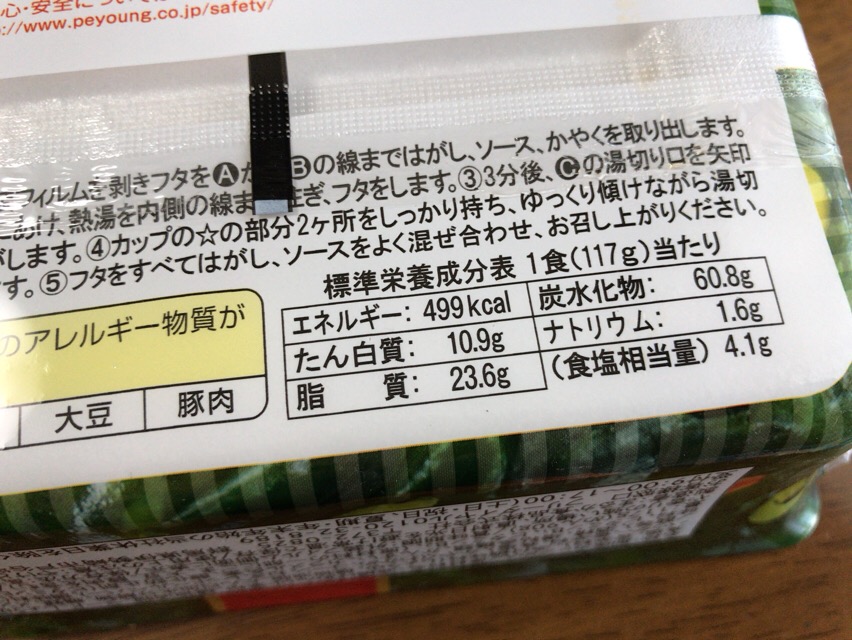 心・安全につい
://www.peyoung.co.jp/safety/
フィルムを剥きフタをⒶか Ⓑの線まではがし、ソース、かやくを取り出します。
あけ、熱湯を内側の線ま 注ぎ、フタをします。③3分後、Ⓒの湯切り口を矢印
がします。④カップの☆の部分2ヶ所をしっかり持ち、ゆっくり傾けながら湯切
す。⑤フタをすべてはがし、ソースをよく混ぜ合わせ、お召し上がりください。
標準栄養成分表 1食(117g)当たり
エネルギー: 499kcal 炭水化物: 60.8g
たん白質: 10.9g ナトリウム: 1.6g
脂 質: 23.6g (食塩相当量) 4.1g
のアレルギー物質が
大豆 豚肉